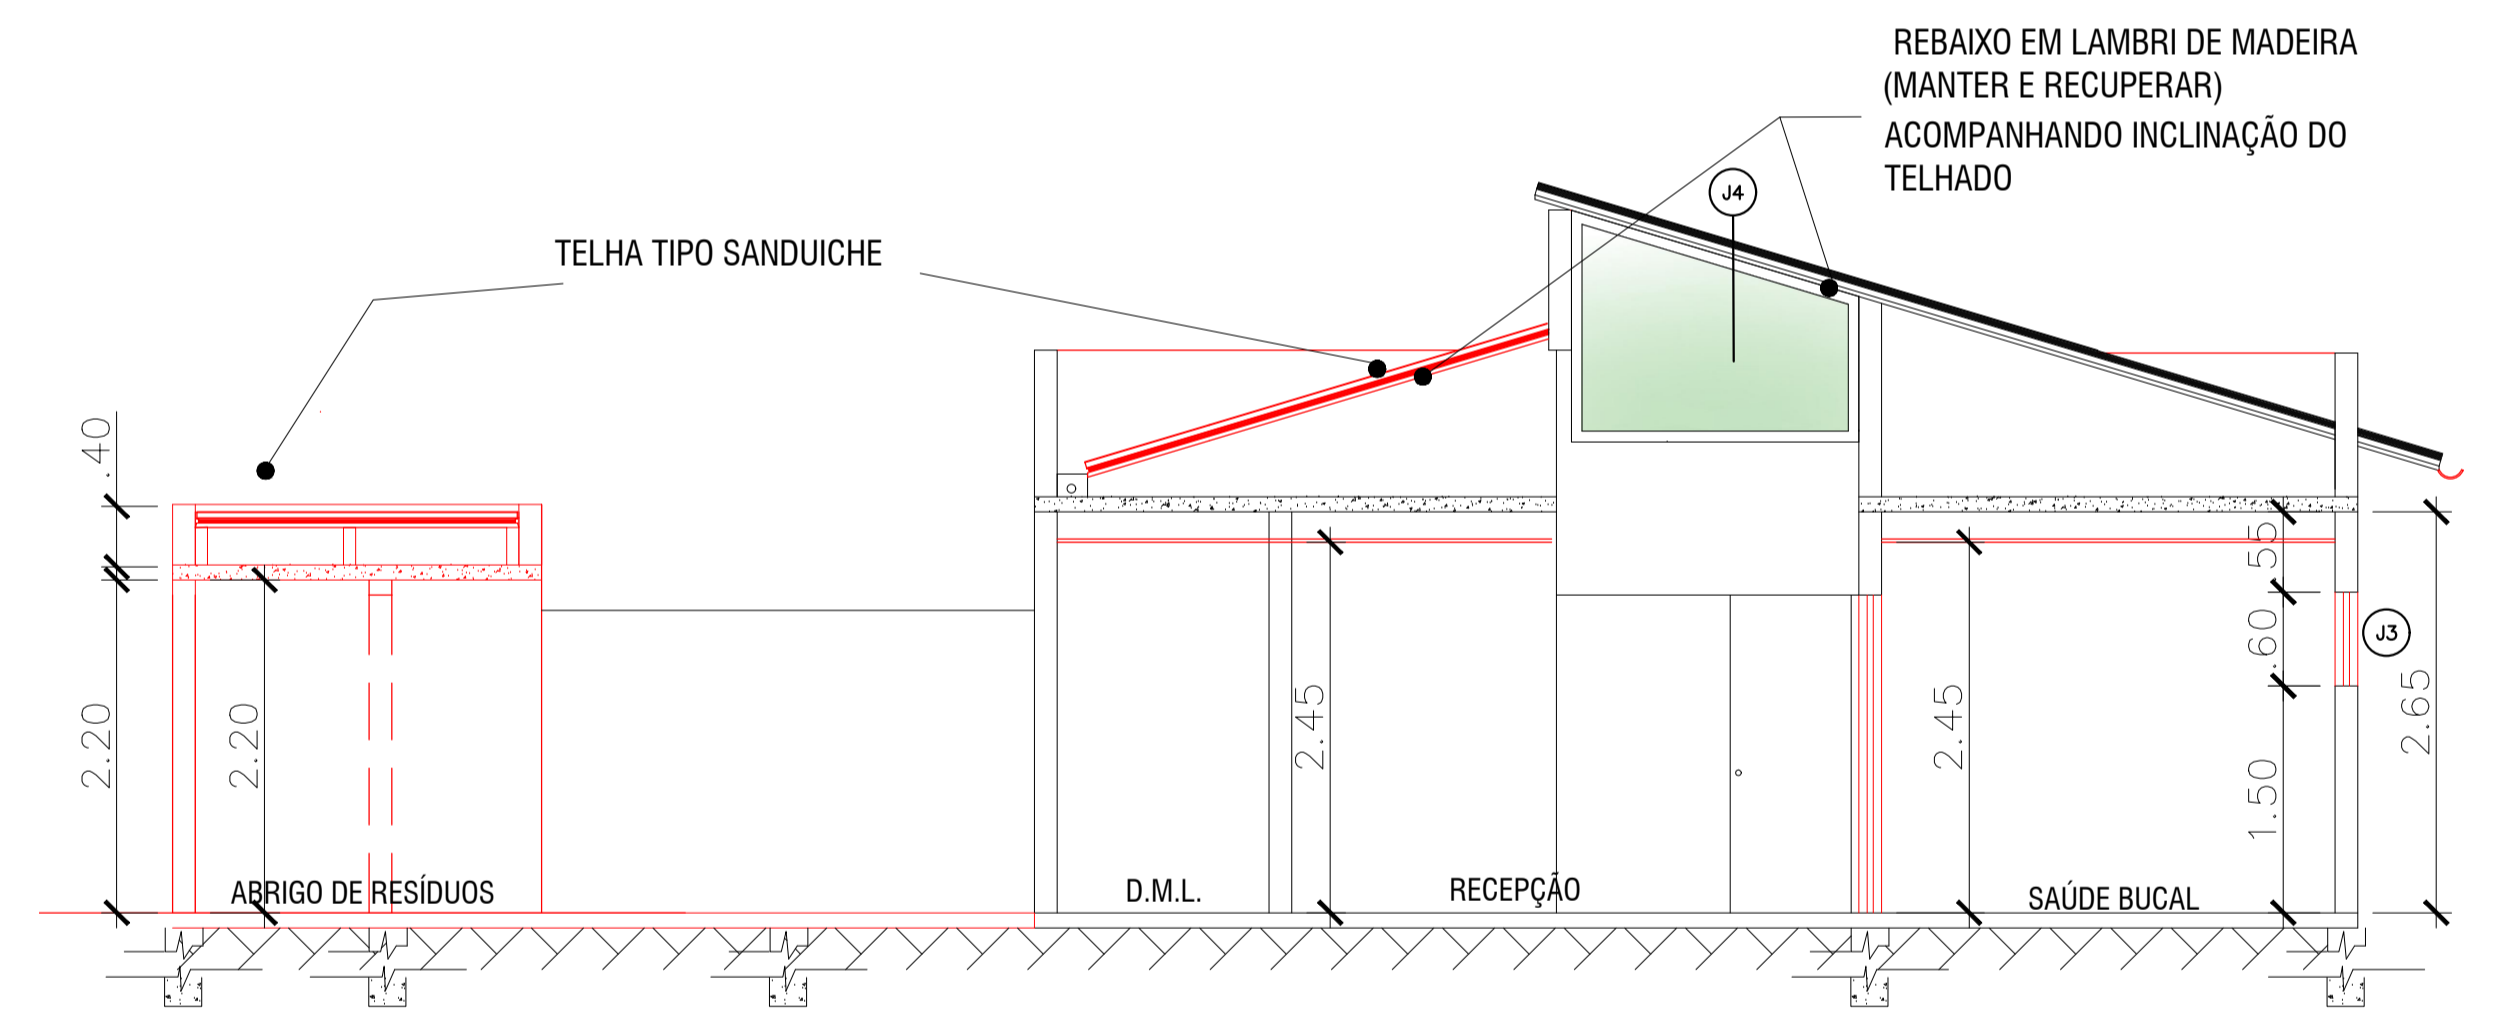 REBAIXO EM LAMBRI DE MADEIRA
(MANTER E RECUPERAR)
ACOMPANHANDO INCLINAÇÃO DO
TELHADO
J4
TELHA TIPO SANDUICHE
.40
.55
.60
J3
2.20
2.20
2.45
2.45
2.65
1.50
ABRIGO DE RESÍDUOS
D.M.L.
RECEPÇÃO
SAÚDE BUCAL